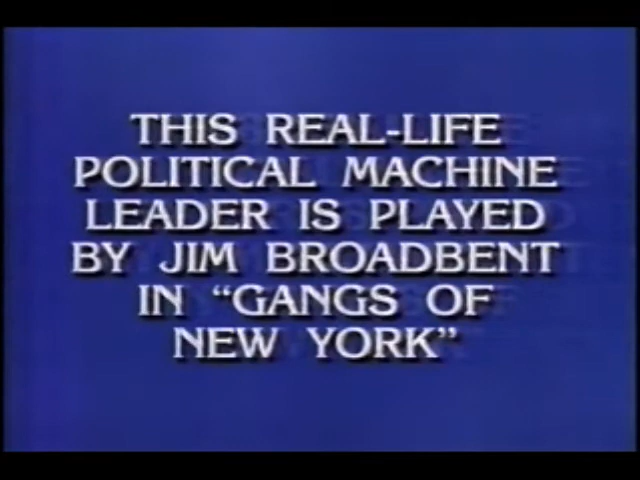 THIS REAL-LIFE
POLITICAL MACHINE
LEADER IS PLAYED
BY JIM BROADBENT
IN “GANGS OF
NEW YORK”